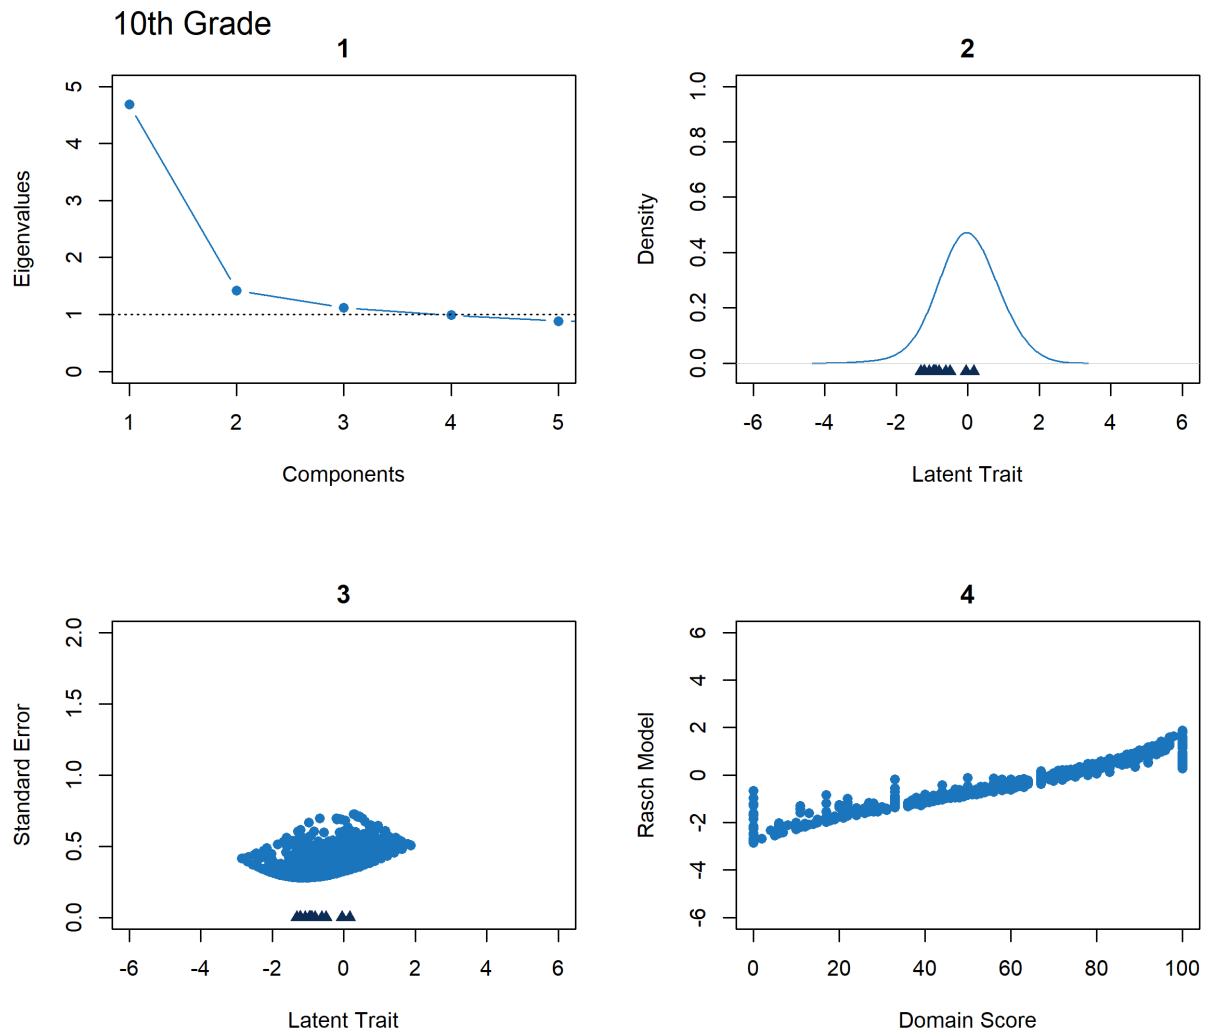 10th Grade
1
5
4
3
2
1
0
Eigenvalues
1 2 3 4 5
Components
2
1.0
0.8
0.6
0.4
0.2
0.0
Density
-6 -4 -2 0 2 4 6
Latent Trait
3
2.0
1.5
1.0
0.5
0.0
Standard Error
-6 -4 -2 0 2 4 6
Latent Trait
4
6
4
2
0
-2
-4
-6
Rasch Model
0 20 40 60 80 100
Domain Score